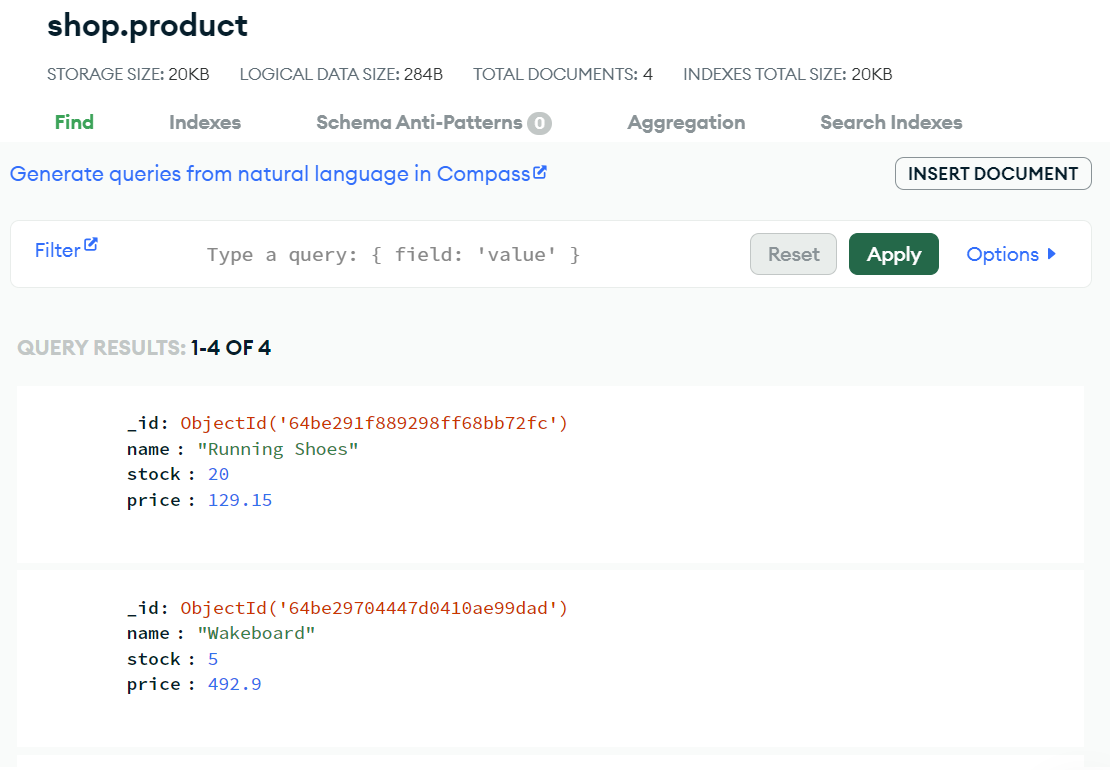 shop.product
STORAGE SIZE: 20KB LOGICAL DATA SIZE: 284B TOTAL DOCUMENTS: 4 INDEXES TOTAL SIZE: 20KB
Find Indexes Schema Anti-Patterns 0 Aggregation Search Indexes
Generate queries from natural language in Compass INSERT DOCUMENT
Filter Type a query: { field: 'value' } Reset Apply Options
QUERY RESULTS: 1-4 OF 4
_id: ObjectId('64be291f889298ff68bb72fc')
name : "Running Shoes"
stock : 20
price : 129.15
_id: ObjectId('64be29704447d0410ae99dad')
name : "Wakeboard"
stock : 5
price : 492.9